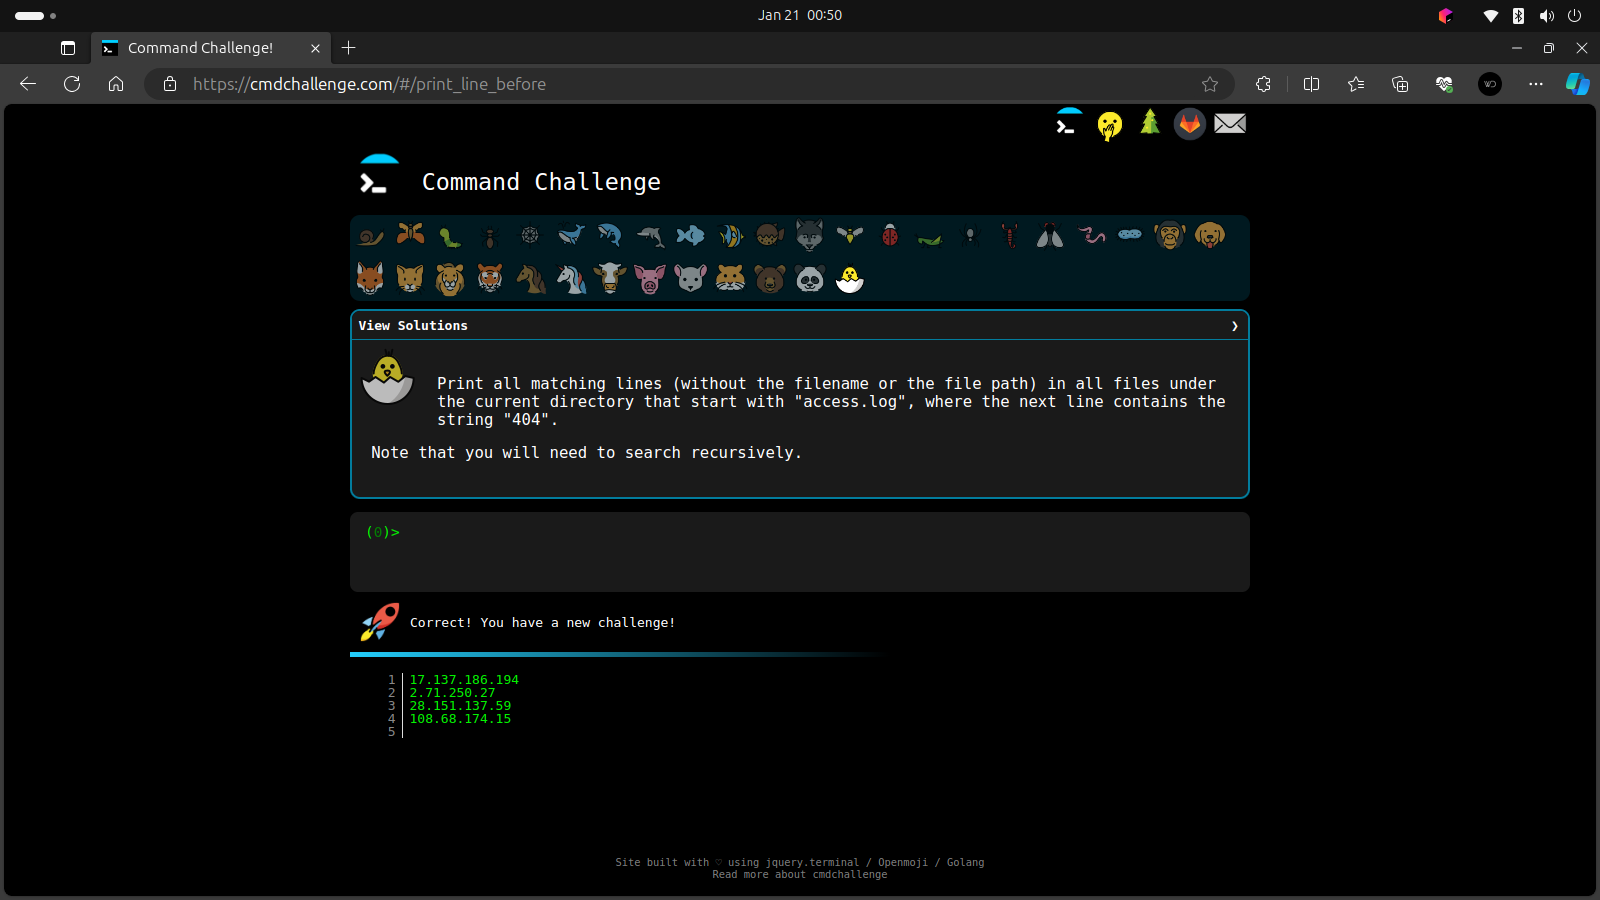 Jan 21 00:50
Command Challenge!
https://cmdchallenge.com/#/print_line_before
Command Challenge
View Solutions
Print all matching lines (without the filename or the file path) in all files under
the current directory that start with "access.log", where the next line contains the
string "404".
Note that you will need to search recursively.
(0)>
Correct! You have a new challenge!
1 17.137.186.194
2 2.71.250.27
3 28.151.137.59
4 108.68.174.15
5
Site built with ♡ using jquery.terminal / Openmoji / Golang
Read more about cmdchallenge